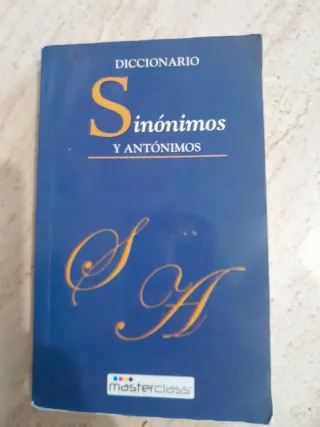 DICCIONARIO
Sinónimos
Y ANTÓNIMOS
S
A
masterclass